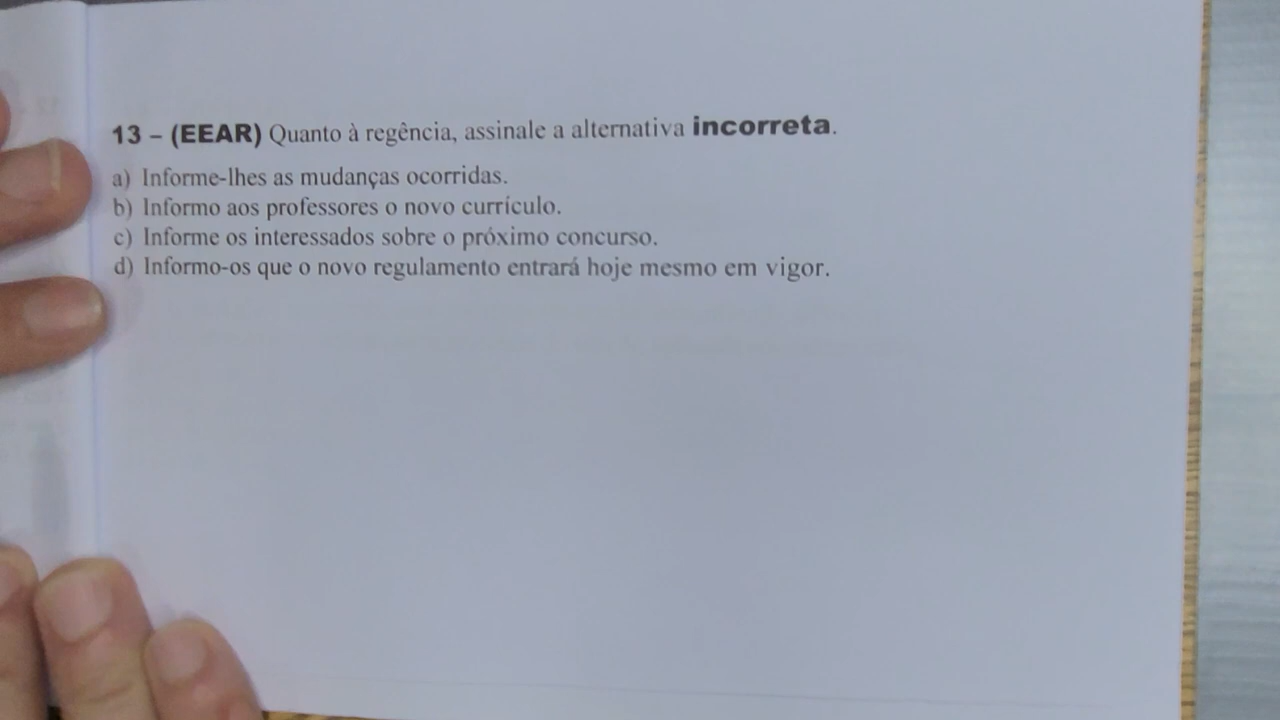 13 – (EEAR) Quanto à regência, assinale a alternativa incorreta.
a) Informe-lhes as mudanças ocorridas.
b) Informo aos professores o novo currículo.
c) Informe os interessados sobre o próximo concurso.
d) Informo-os que o novo regulamento entrará hoje mesmo em vigor.